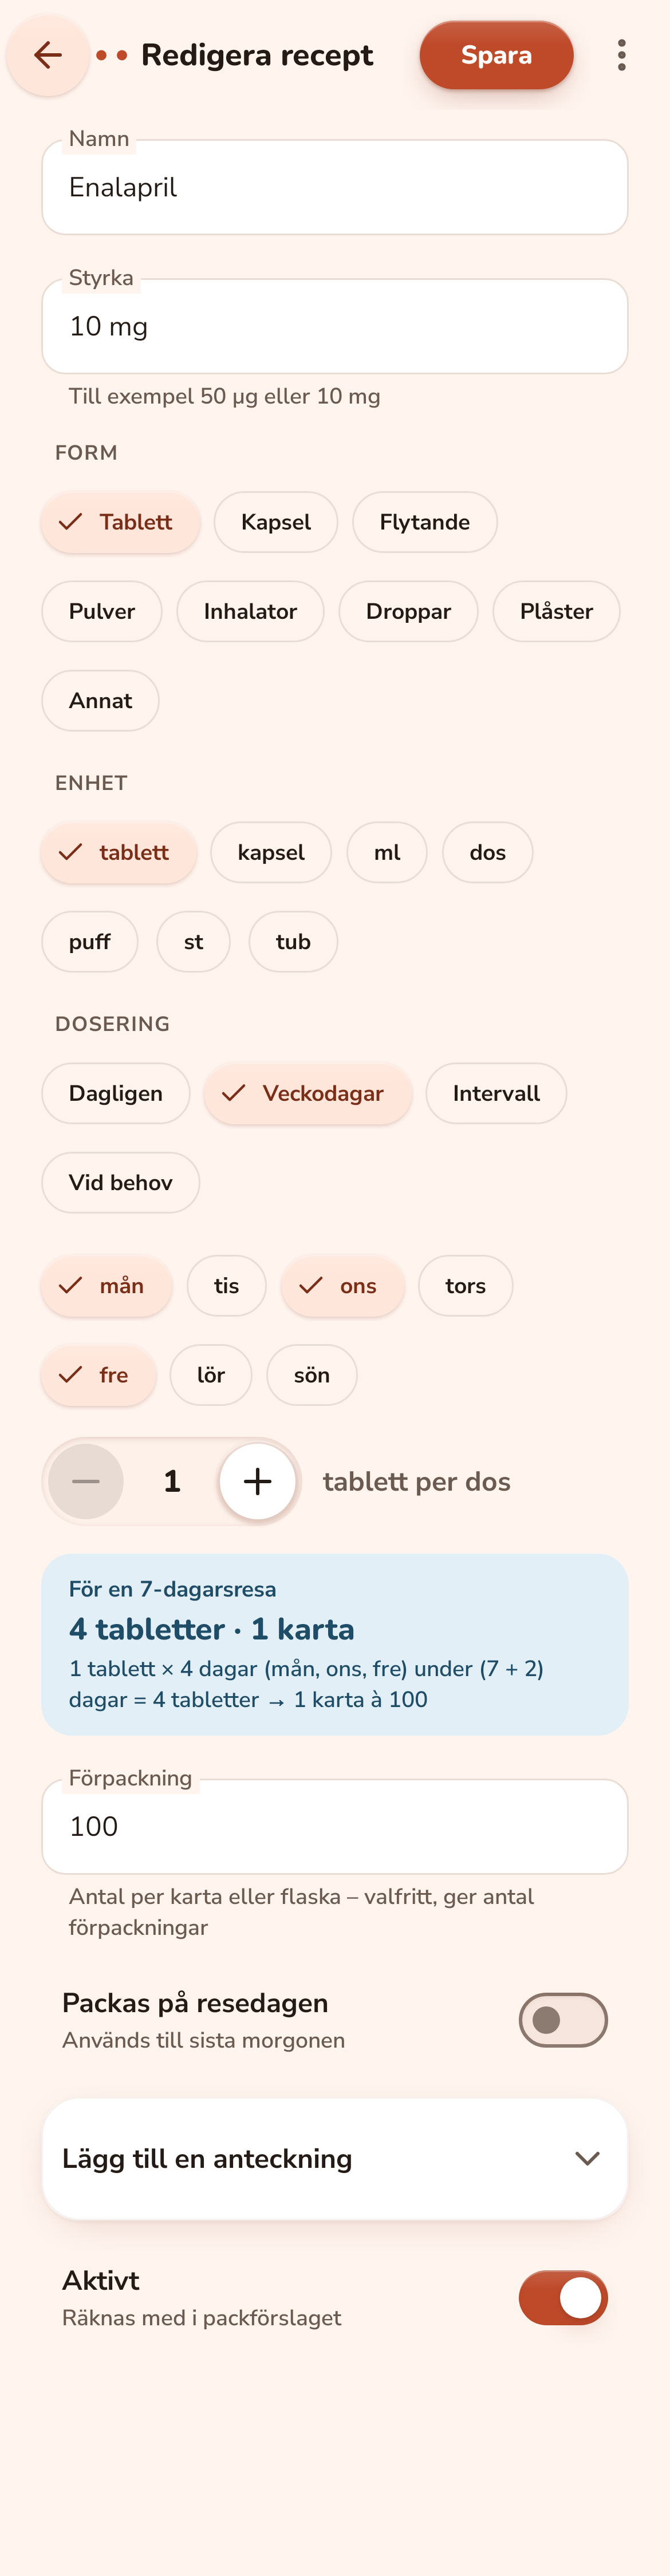 Redigera recept
Spara
Namn
Enalapril
Styrka
10 mg
Till exempel 50 µg eller 10 mg
FORM
Tablett
Kapsel
Flytande
Pulver
Inhalator
Droppar
Plåster
Annat
ENHET
tablett
kapsel
ml
dos
puff
st
tub
DOSERING
Dagligen
Veckodagar
Intervall
Vid behov
mån
tis
ons
tors
fre
lör
sön
1
tablett per dos
För en 7-dagarsresa
4 tabletter · 1 karta
1 tablett × 4 dagar (mån, ons, fre) under (7 + 2)
dagar = 4 tabletter → 1 karta à 100
Förpackning
100
Antal per karta eller flaska – valfritt, ger antal
förpackningar
Packas på resedagen
Används till sista morgonen
Lägg till en anteckning
Aktivt
Räknas med i packförslaget